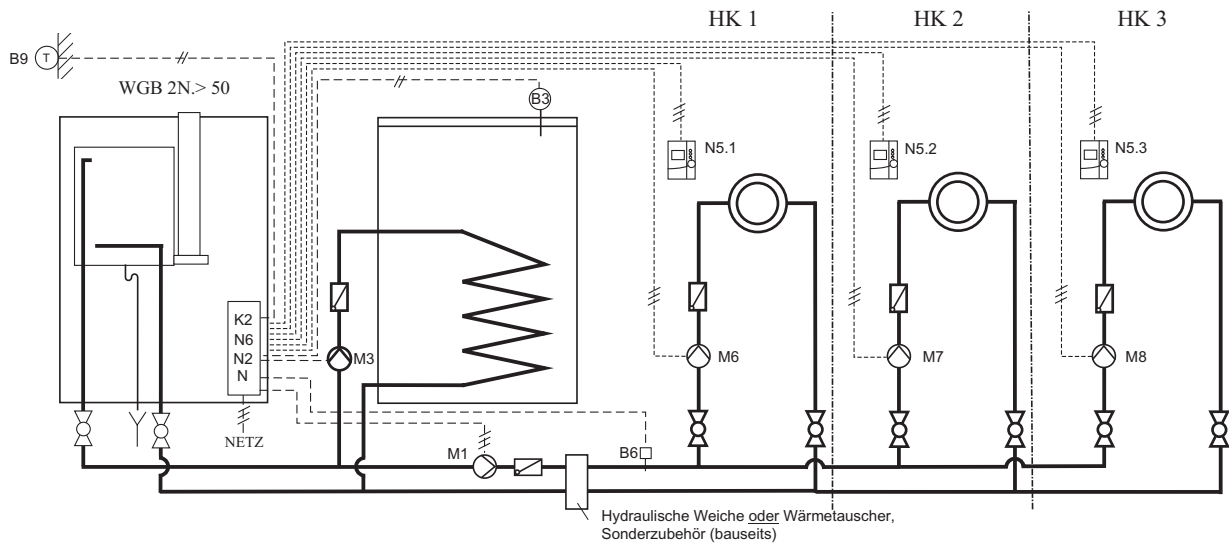 HK 1
HK 2
HK 3
B9
T
WGB 2N.> 50
B3
N5.1
N5.2
N5.3
K2
N6
N2
N
M3
M6
M7
M8
NETZ
M1
B6
Hydraulische Weiche oder Wärmetauscher,
Sonderzubehör (bauseits)